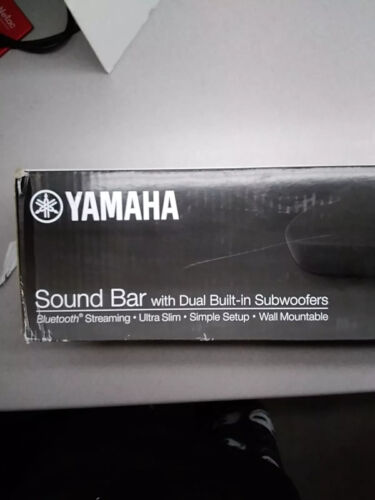 YAMAHA
Sound Bar with Dual Built-in Subwoofers
Bluetooth® Streaming • Ultra Slim • Simple Setup • Wall Mountable